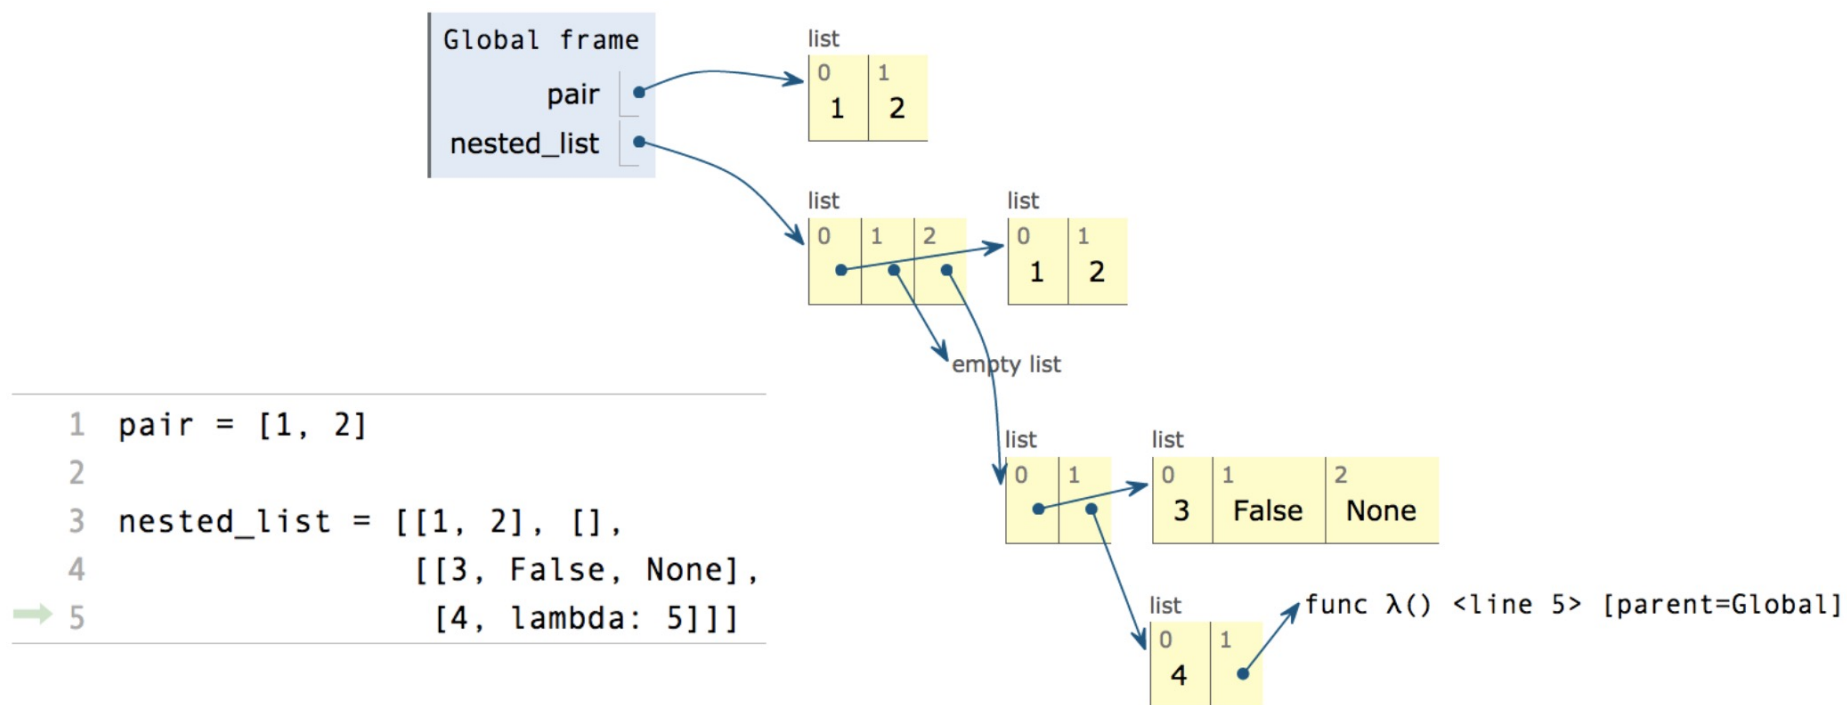 Global frame
pair
nested_list
list
0 1
1 2
list
0 1 2
list
0 1
1 2
empty list
list
0 1
list
0 1 2
3 False None
list
0 1
4
func λ() <line 5> [parent=Global]
1 pair = [1, 2]
2
3 nested_list = [[1, 2], [],
4 [[3, False, None],
5 [4, lambda: 5]]]